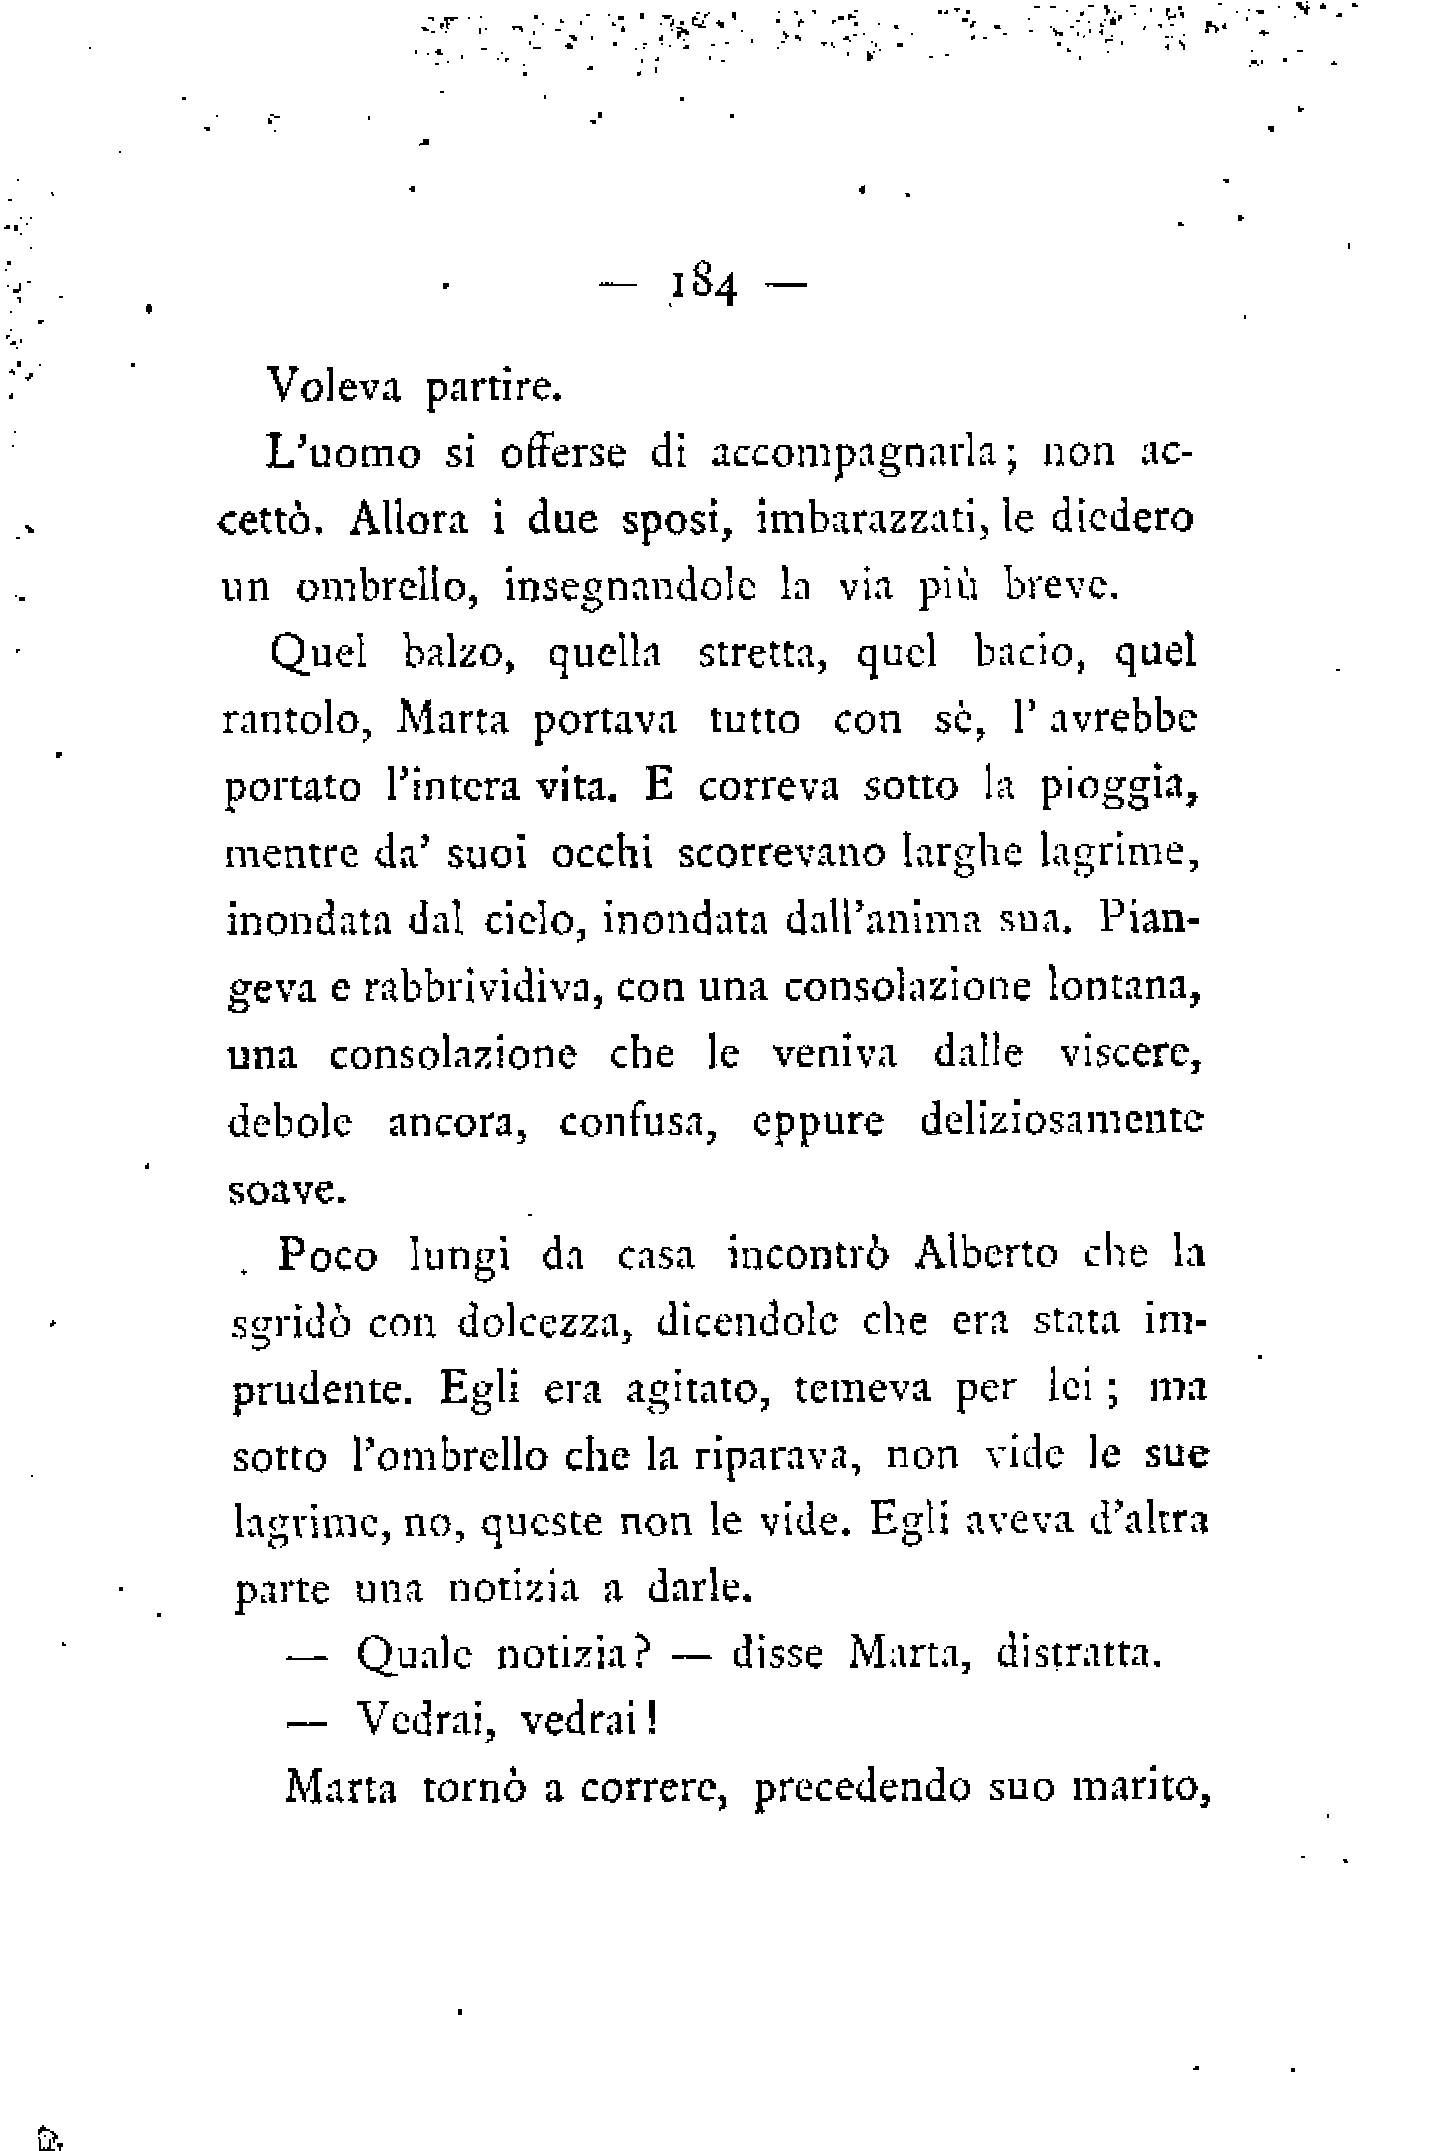 — 184 —
Voleva partire.
L'uomo si offerse di accompagnarla; non ac-
cettò. Allora i due sposi, imbarazzati, le diedero
un ombrello, insegnandole la via più breve.
Quel balzo, quella stretta, quel bacio, quel
rantolo, Marta portava tutto con sè, l'avrebbe
portato l'intera vita. E correva sotto la pioggia,
mentre da' suoi occhi scorrevano larghe lagrime,
inondata dal cielo, inondata dall'anima sua. Pian-
geva e rabbrividiva, con una consolazione lontana,
una consolazione che le veniva dalle viscere,
debole ancora, confusa, eppure deliziosamente
soave.
Poco lungi da casa incontrò Alberto che la
sgridò con dolcezza, dicendole che era stata im-
prudente. Egli era agitato, temeva per lei; ma
sotto l'ombrello che la riparava, non vide le sue
lagrime, no, queste non le vide. Egli aveva d'altra
parte una notizia a darle.
— Quale notizia? — disse Marta, distratta.
— Vedrai, vedrai!
Marta tornò a correre, precedendo suo marito,